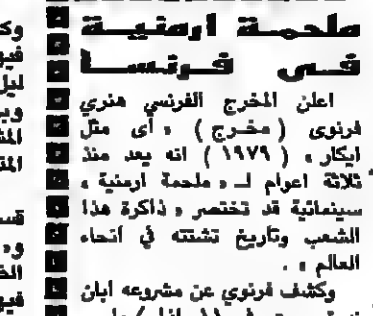 ملحمة ارمنية
في فرنسا
اعلن المخرج الفرنسي هنري
فرنوي ( مخرج ) « أي مثل
ايكار » ( ١٩٧٩ ) انه يعد منذ
ثلاثة اعوام لـ « ملحمة ارمنية »
سينمائية قد تختصر « ذاكرة هذا
الشعب وتاريخ تشتته في انحاء
العالم » .
وكشف فرنوي عن مشروعه ابان